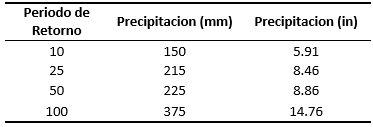 Periodo de Retorno Precipitacion (mm) Precipitacion (in)
10 150 5.91
25 215 8.46
50 225 8.86
100 375 14.76